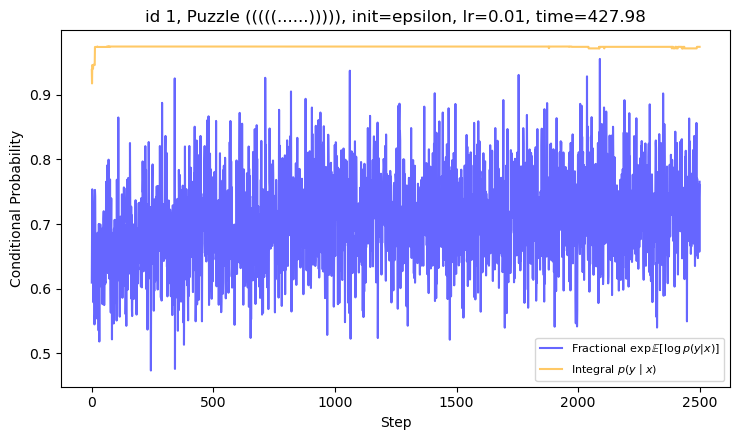 id 1, Puzzle (((((......))))), init=epsilon, lr=0.01, time=427.98
Conditional Probability
0.9
0.8
0.7
0.6
0.5
0
500
1000
1500
2000
2500
Step
Fractional exp𝔼[log p(y|x)]
Integral p(y | x)